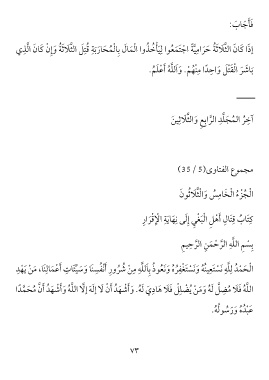 فَأَجَابَ:
إذَا كَانَ الثَّلَاثَةُ حَرَامِيَّةً اجْتَمَعُوا لِيَأْخُذُوا الْمَالَ بِالْمُحَارَبَةِ قُتِلَ الثَّلَاثَةُ وَإِنْ كَانَ الَّذِي
بَاشَرَ الْقَتْلَ وَاحِدًا مِنْهُمْ. وَاَللَّهُ أَعْلَمُ.
آخِرُ المُجَلَّدِ الرَّابِعِ وَالثَّلَاثِينَ
مجموع الفتاوى (5 / 35)
الْجُزْءُ الْخَامِسُ وَالثَّلَاثُونَ
كِتَابُ قِتَالِ أَهْلِ الْبَغْيِ إلَى نِهَايَةِ الْإِقْرَارِ
بِسْمِ اللَّهِ الرَّحْمَنِ الرَّحِيمِ
الْحَمْدُ لِلَّهِ نَسْتَعِينُهُ وَنَسْتَغْفِرُهُ وَنَعُوذُ بِاَللَّهِ مِنْ شُرُورِ أَنْفُسِنَا وَسَيِّئَاتِ أَعْمَالِنَا، مَنْ يَهْدِ
اللَّهُ فَلَا مُضِلَّ لَهُ وَمَنْ يُضْلِلْ فَلَا هَادِيَ لَهُ. وَأَشْهَدُ أَنْ لَا إلَهَ إلَّا اللَّهُ وَأَشْهَدُ أَنَّ مُحَمَّدًا
عَبْدُهُ وَرَسُولُهُ.
٧٣